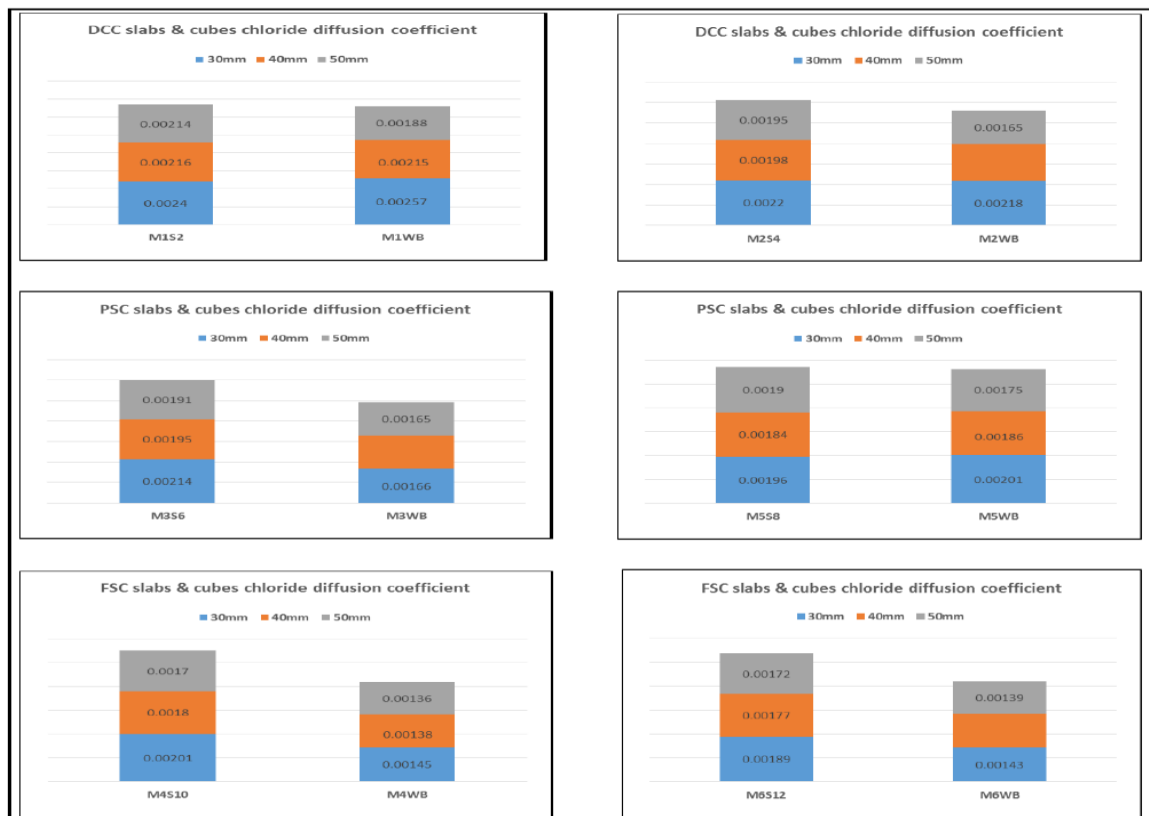 DCC slabs & cubes chloride diffusion coefficient
30mm 40mm 50mm
0.00214 0.00188
0.00216 0.00215
0.0024 0.00257
M1S2 M1WB
DCC slabs & cubes chloride diffusion coefficient
30mm 40mm 50mm
0.00195 0.00165
0.00198
0.0022 0.00218
M2S4 M2WB
PSC slabs & cubes chloride diffusion coefficient
30mm 40mm 50mm
0.00191 0.00165
0.00195
0.00214 0.00166
M3S6 M3WB
PSC slabs & cubes chloride diffusion coefficient
30mm 40mm 50mm
0.0019 0.00175
0.00184 0.00186
0.00196 0.00201
M5S8 M5WB
FSC slabs & cubes chloride diffusion coefficient
30mm 40mm 50mm
0.0017 0.00136
0.0018 0.00138
0.00201 0.00145
M4S10 M4WB
FSC slabs & cubes chloride diffusion coefficient
30mm 40mm 50mm
0.00172 0.00139
0.00177
0.00189 0.00143
M6S12 M6WB